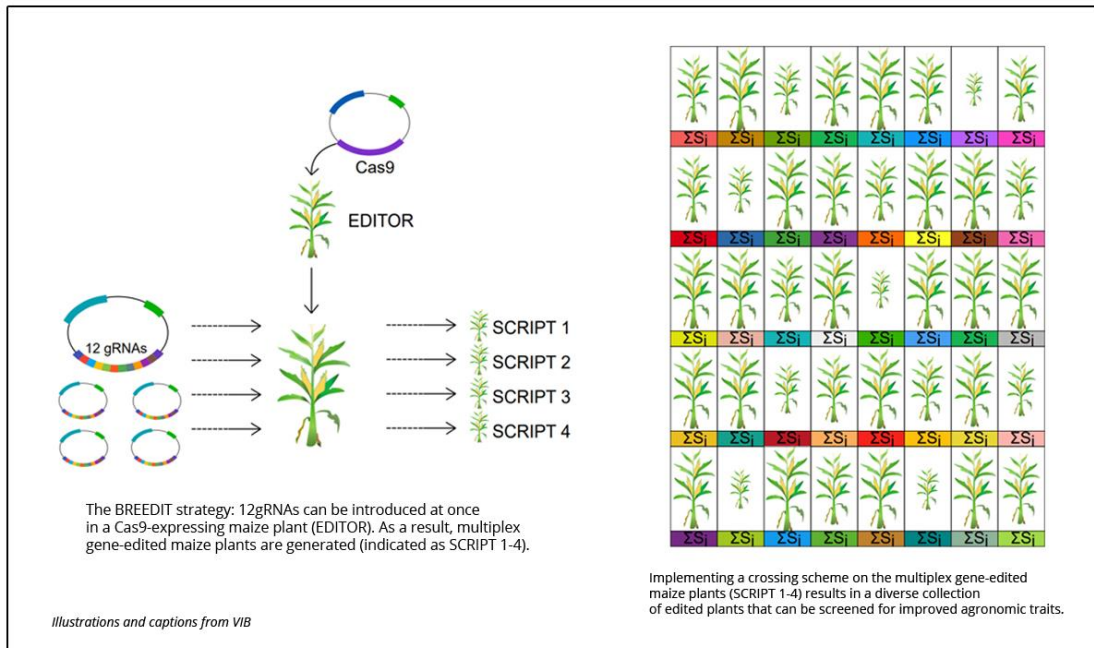 Cas9
EDITOR
12 gRNAs
SCRIPT 1
SCRIPT 2
SCRIPT 3
SCRIPT 4
The BREEDIT strategy: 12gRNAs can be introduced at once
in a Cas9-expressing maize plant (EDITOR). As a result, multiplex
gene-edited maize plants are generated (indicated as SCRIPT 1-4).
Illustrations and captions from VIB
ΣSi ΣSi ΣSi ΣSi ΣSi ΣSi ΣSi ΣSi
ΣSi ΣSi ΣSi ΣSi ΣSi ΣSi ΣSi ΣSi
ΣSi ΣSi ΣSi ΣSi ΣSi ΣSi ΣSi ΣSi
ΣSi ΣSi ΣSi ΣSi ΣSi ΣSi ΣSi ΣSi
ΣSi ΣSi ΣSi ΣSi ΣSi ΣSi ΣSi ΣSi
Implementing a crossing scheme on the multiplex gene-edited
maize plants (SCRIPT 1-4) results in a diverse collection
of edited plants that can be screened for improved agronomic traits.